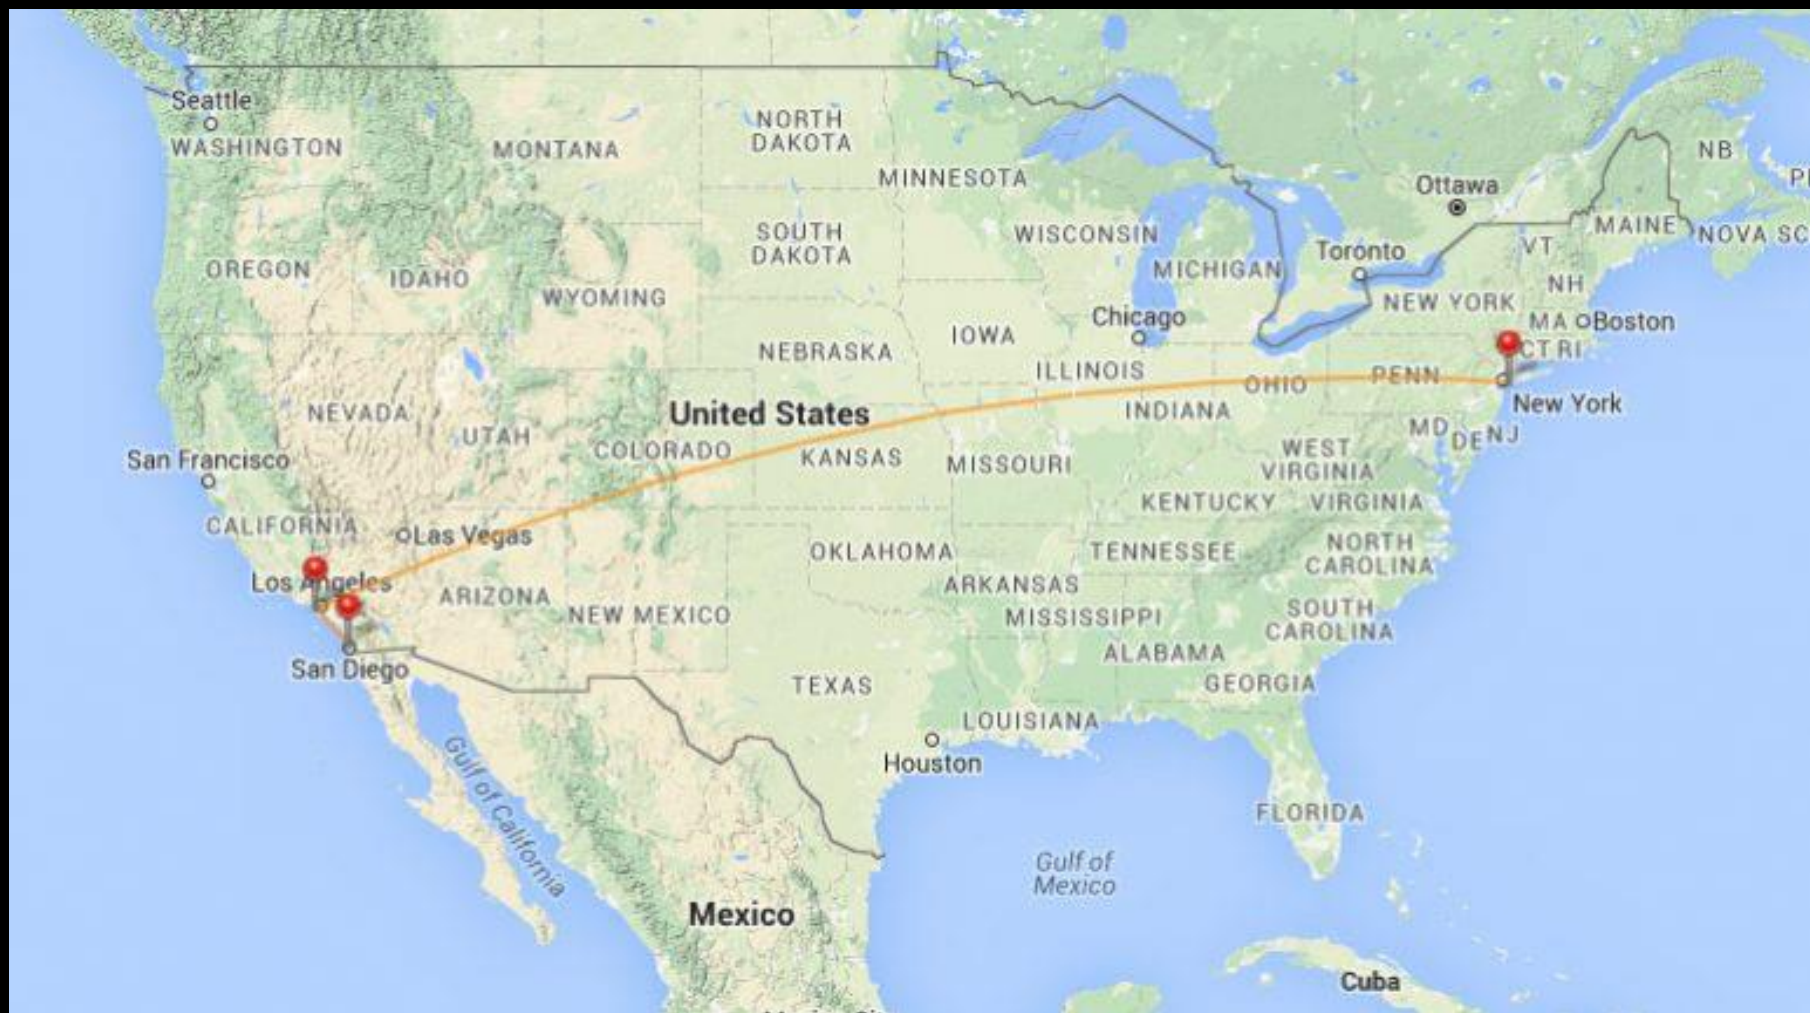 Seattle
WASHINGTON
MONTANA
NORTH
DAKOTA
MINNESOTA
Ottawa
NB
MAINE
NOVA SC
VT
SOUTH
DAKOTA
WISCONSIN
MICHIGAN
Toronto
OREGON
IDAHO
WYOMING
NH
NEW YORK
Chicago
MA
Boston
IOWA
NEBRASKA
CT RI
ILLINOIS
OHIO
PENN
New York
NEVADA
UTAH
United States
INDIANA
MD
DE
NJ
San Francisco
COLORADO
KANSAS
MISSOURI
WEST
VIRGINIA
KENTUCKY
VIRGINIA
CALIFORNIA
Las Vegas
OKLAHOMA
TENNESSEE
NORTH
CAROLINA
Los Angeles
ARIZONA
NEW MEXICO
ARKANSAS
MISSISSIPPI
SOUTH
CAROLINA
San Diego
ALABAMA
TEXAS
GEORGIA
LOUISIANA
Houston
Gulf of California
FLORIDA
Gulf of
Mexico
Mexico
Cuba